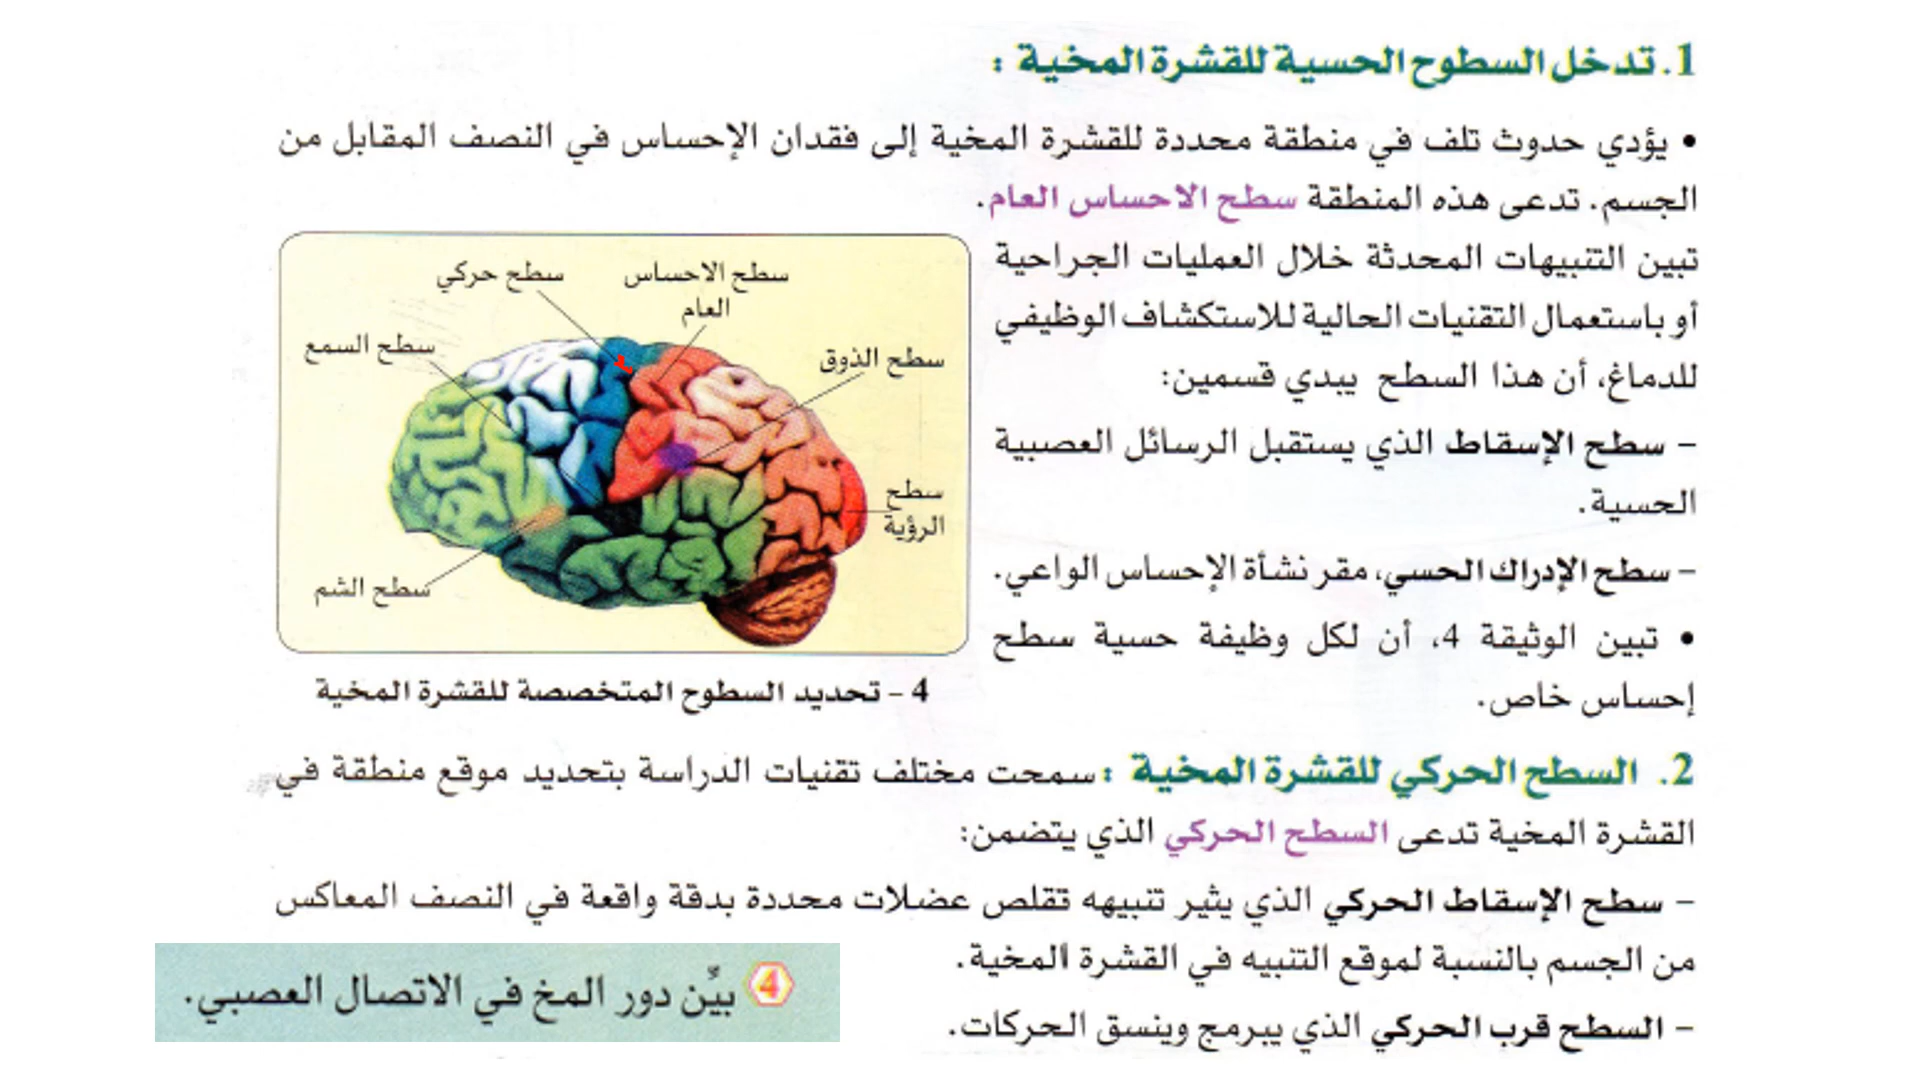 1. تدخل السطوح الحسية للقشرة المخية :
• يؤدي حدوث تلف في منطقة محددة للقشرة المخية إلى فقدان الإحساس في النصف المقابل من
الجسم. تدعى هذه المنطقة سطح الاحساس العام.
تبين التنبيهات المحدثة خلال العمليات الجراحية
أو باستعمال التقنيات الحالية للاستكشاف الوظيفي
للدماغ، أن هذا السطح يبدي قسمين:
– سطح الإسقاط الذي يستقبل الرسائل العصبية
الحسية.
– سطح الإدراك الحسي، مقر نشأة الإحساس الواعي.
• تبين الوثيقة 4، أن لكل وظيفة حسية سطح
إحساس خاص.
سطح الاحساس
العام
سطح حركي
سطح السمع
سطح الذوق
سطح
الرؤية
سطح الشم
4 – تحديد السطوح المتخصصة للقشرة المخية
2. السطح الحركي للقشرة المخية : سمحت مختلف تقنيات الدراسة بتحديد موقع منطقة في
القشرة المخية تدعى السطح الحركي الذي يتضمن:
– سطح الإسقاط الحركي الذي يثير تنبيهه تقلص عضلات محددة بدقة واقعة في النصف المعاكس
من الجسم بالنسبة لموقع التنبيه في القشرة المخية.
– السطح قرب الحركي الذي يبرمج وينسق الحركات.
4 بيِّن دور المخ في الاتصال العصبي.